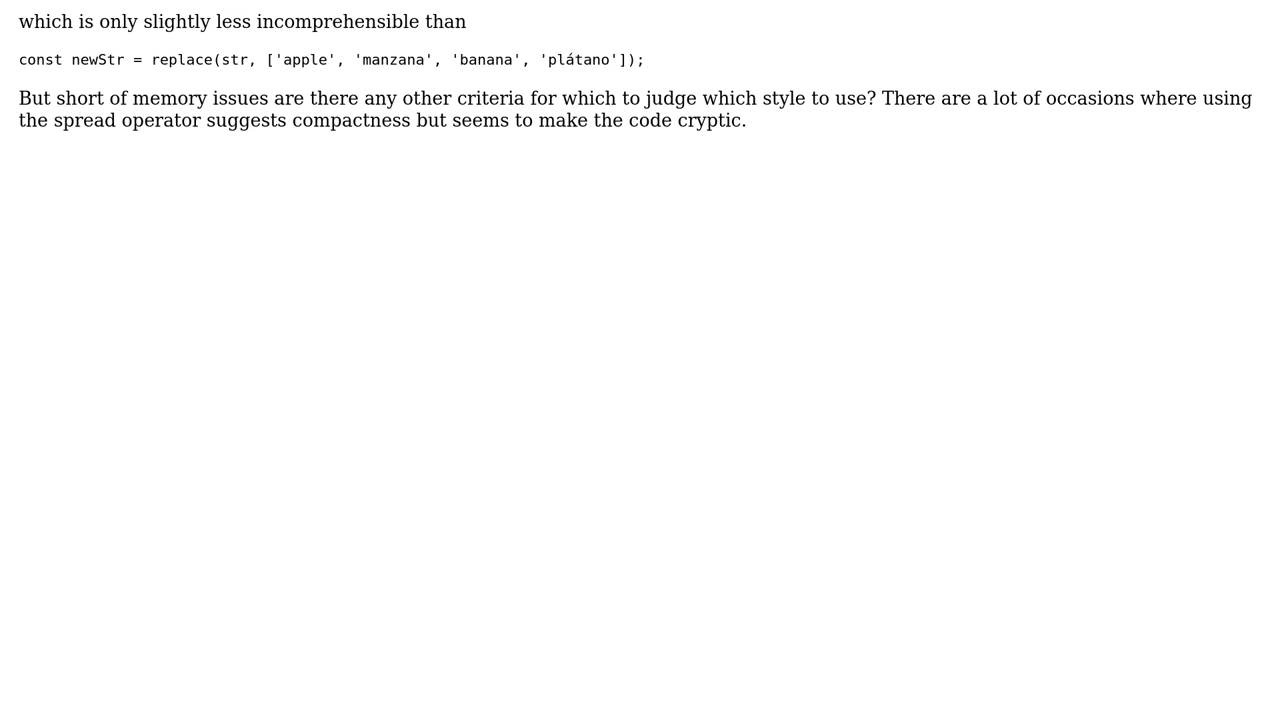 which is only slightly less incomprehensible than
const newStr = replace(str, ['apple', 'manzana', 'banana', 'plátano']);
But short of memory issues are there any other criteria for which to judge which style to use? There are a lot of occasions where using
the spread operator suggests compactness but seems to make the code cryptic.